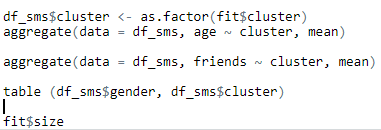 df_sms$cluster <- as.factor(fit$cluster)
aggregate(data = df_sms, age ~ cluster, mean)
aggregate(data = df_sms, friends ~ cluster, mean)
table (df_sms$gender, df_sms$cluster)
fit$size